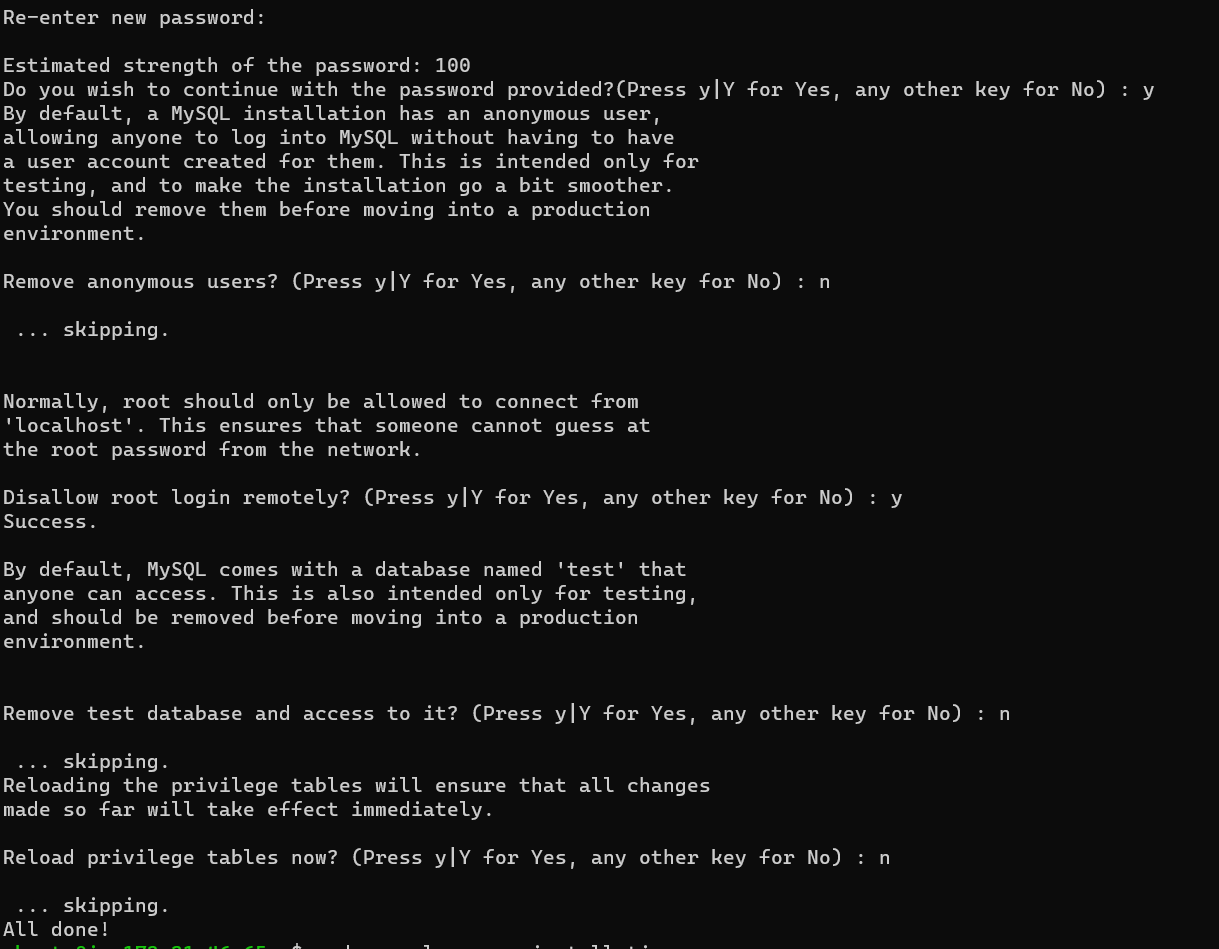 Re-enter new password:
Estimated strength of the password: 100
Do you wish to continue with the password provided?(Press y|Y for Yes, any other key for No) : y
By default, a MySQL installation has an anonymous user,
allowing anyone to log into MySQL without having to have
a user account created for them. This is intended only for
testing, and to make the installation go a bit smoother.
You should remove them before moving into a production
environment.
Remove anonymous users? (Press y|Y for Yes, any other key for No) : n
... skipping.
Normally, root should only be allowed to connect from
'localhost'. This ensures that someone cannot guess at
the root password from the network.
Disallow root login remotely? (Press y|Y for Yes, any other key for No) : y
Success.
By default, MySQL comes with a database named 'test' that
anyone can access. This is also intended only for testing,
and should be removed before moving into a production
environment.
Remove test database and access to it? (Press y|Y for Yes, any other key for No) : n
... skipping.
Reloading the privilege tables will ensure that all changes
made so far will take effect immediately.
Reload privilege tables now? (Press y|Y for Yes, any other key for No) : n
... skipping.
All done!